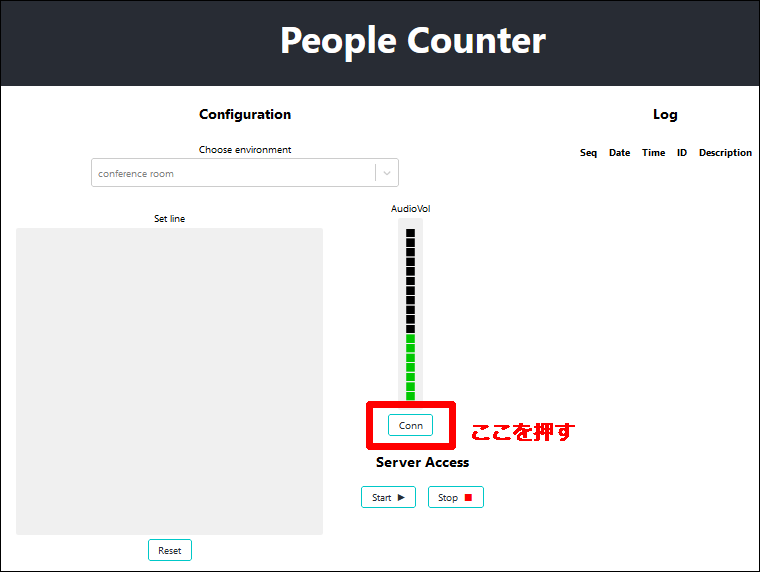 People Counter
Configuration
Choose environment
conference room
Set line
AudioVol
Conn
ここを押す
Server Access
Start
Stop
Reset
Log
Seq Date Time ID Description